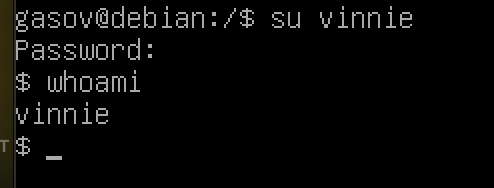 gasov@debian:/$ su vinnie
Password:
$ whoami
vinnie
T
$ _